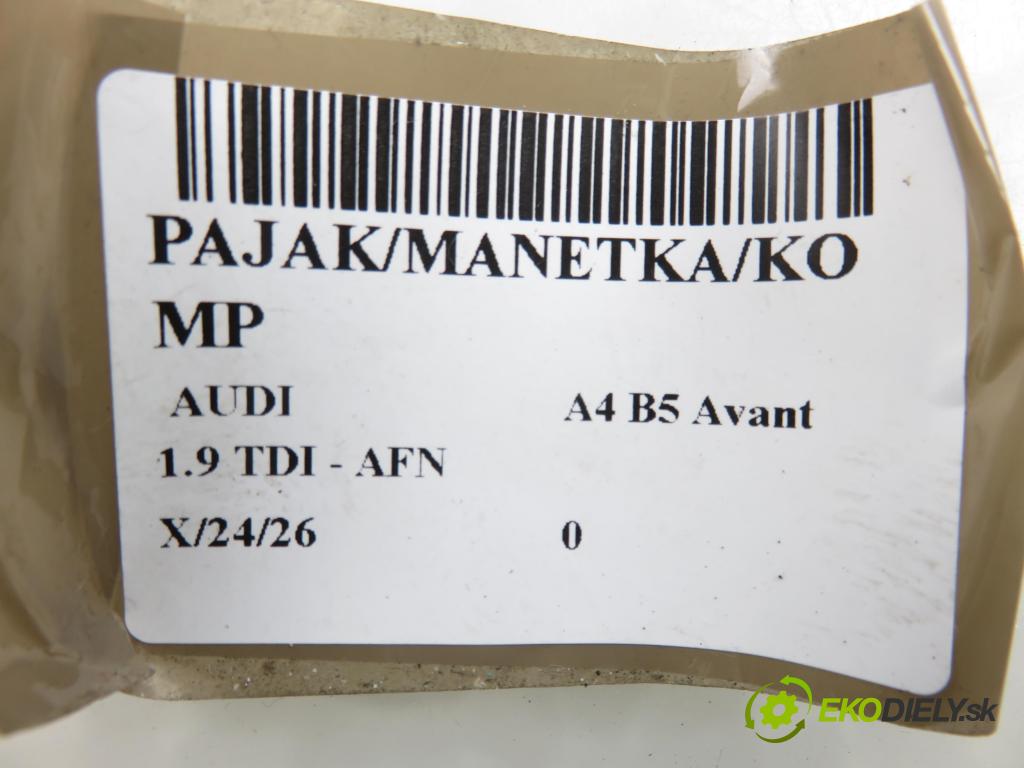 PAJAK/MANETKA/KO
MP
AUDI A4 B5 Avant
1.9 TDI - AFN
X/24/26 0
EKODIELY.sk